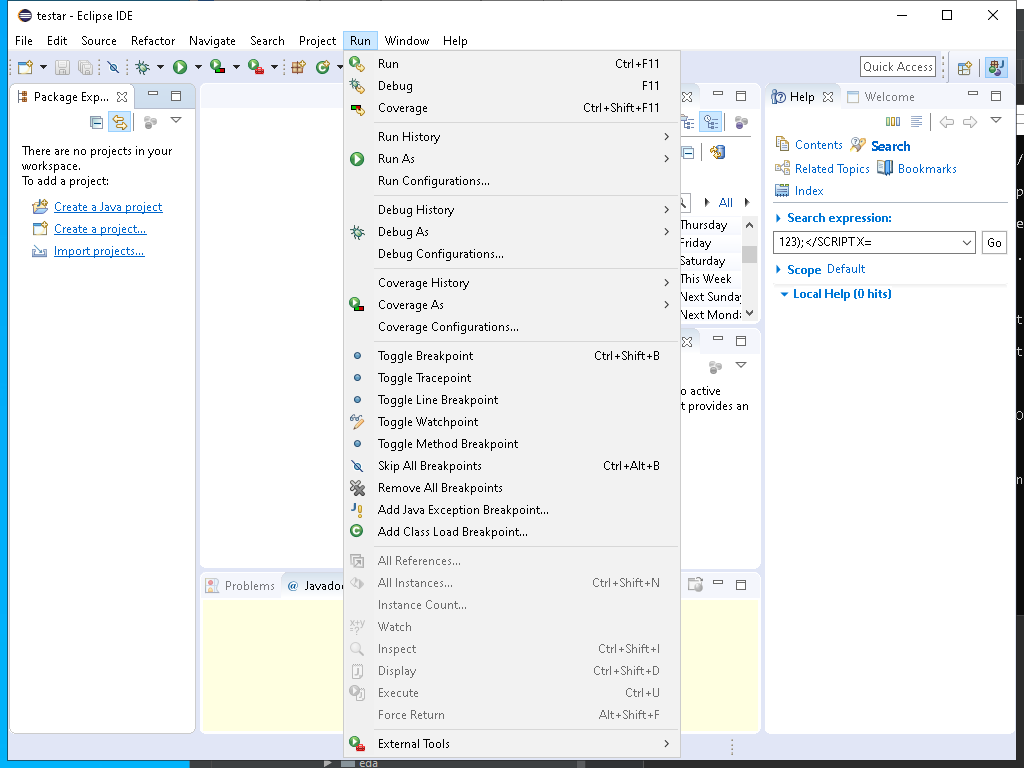 testar - Eclipse IDE
File Edit Source Refactor Navigate Search Project Run Window Help
Quick Access
Package Exp...
There are no projects in your
workspace.
To add a project:
Create a Java project
Create a project...
Import projects...
Run Ctrl+F11
Debug F11
Coverage Ctrl+Shift+F11
Run History
Run As
Run Configurations...
Debug History
Debug As
Debug Configurations...
Coverage History
Coverage As
Coverage Configurations...
Toggle Breakpoint Ctrl+Shift+B
Toggle Tracepoint
Toggle Line Breakpoint
Toggle Watchpoint
Toggle Method Breakpoint
Skip All Breakpoints Ctrl+Alt+B
Remove All Breakpoints
Add Java Exception Breakpoint...
Add Class Load Breakpoint...
All References...
All Instances... Ctrl+Shift+N
Instance Count...
Watch
Inspect Ctrl+Shift+I
Display Ctrl+Shift+D
Execute Ctrl+U
Force Return Alt+Shift+F
External Tools
All
Thursday
Friday
Saturday
This Week
Next Sunday
Next Mond
o active
t provides an
Problems @ Javadoc
Help Welcome
Contents Search
Related Topics Bookmarks
Index
Search expression:
123);</SCRIPT X= Go
Scope Default
Local Help (0 hits)
eda